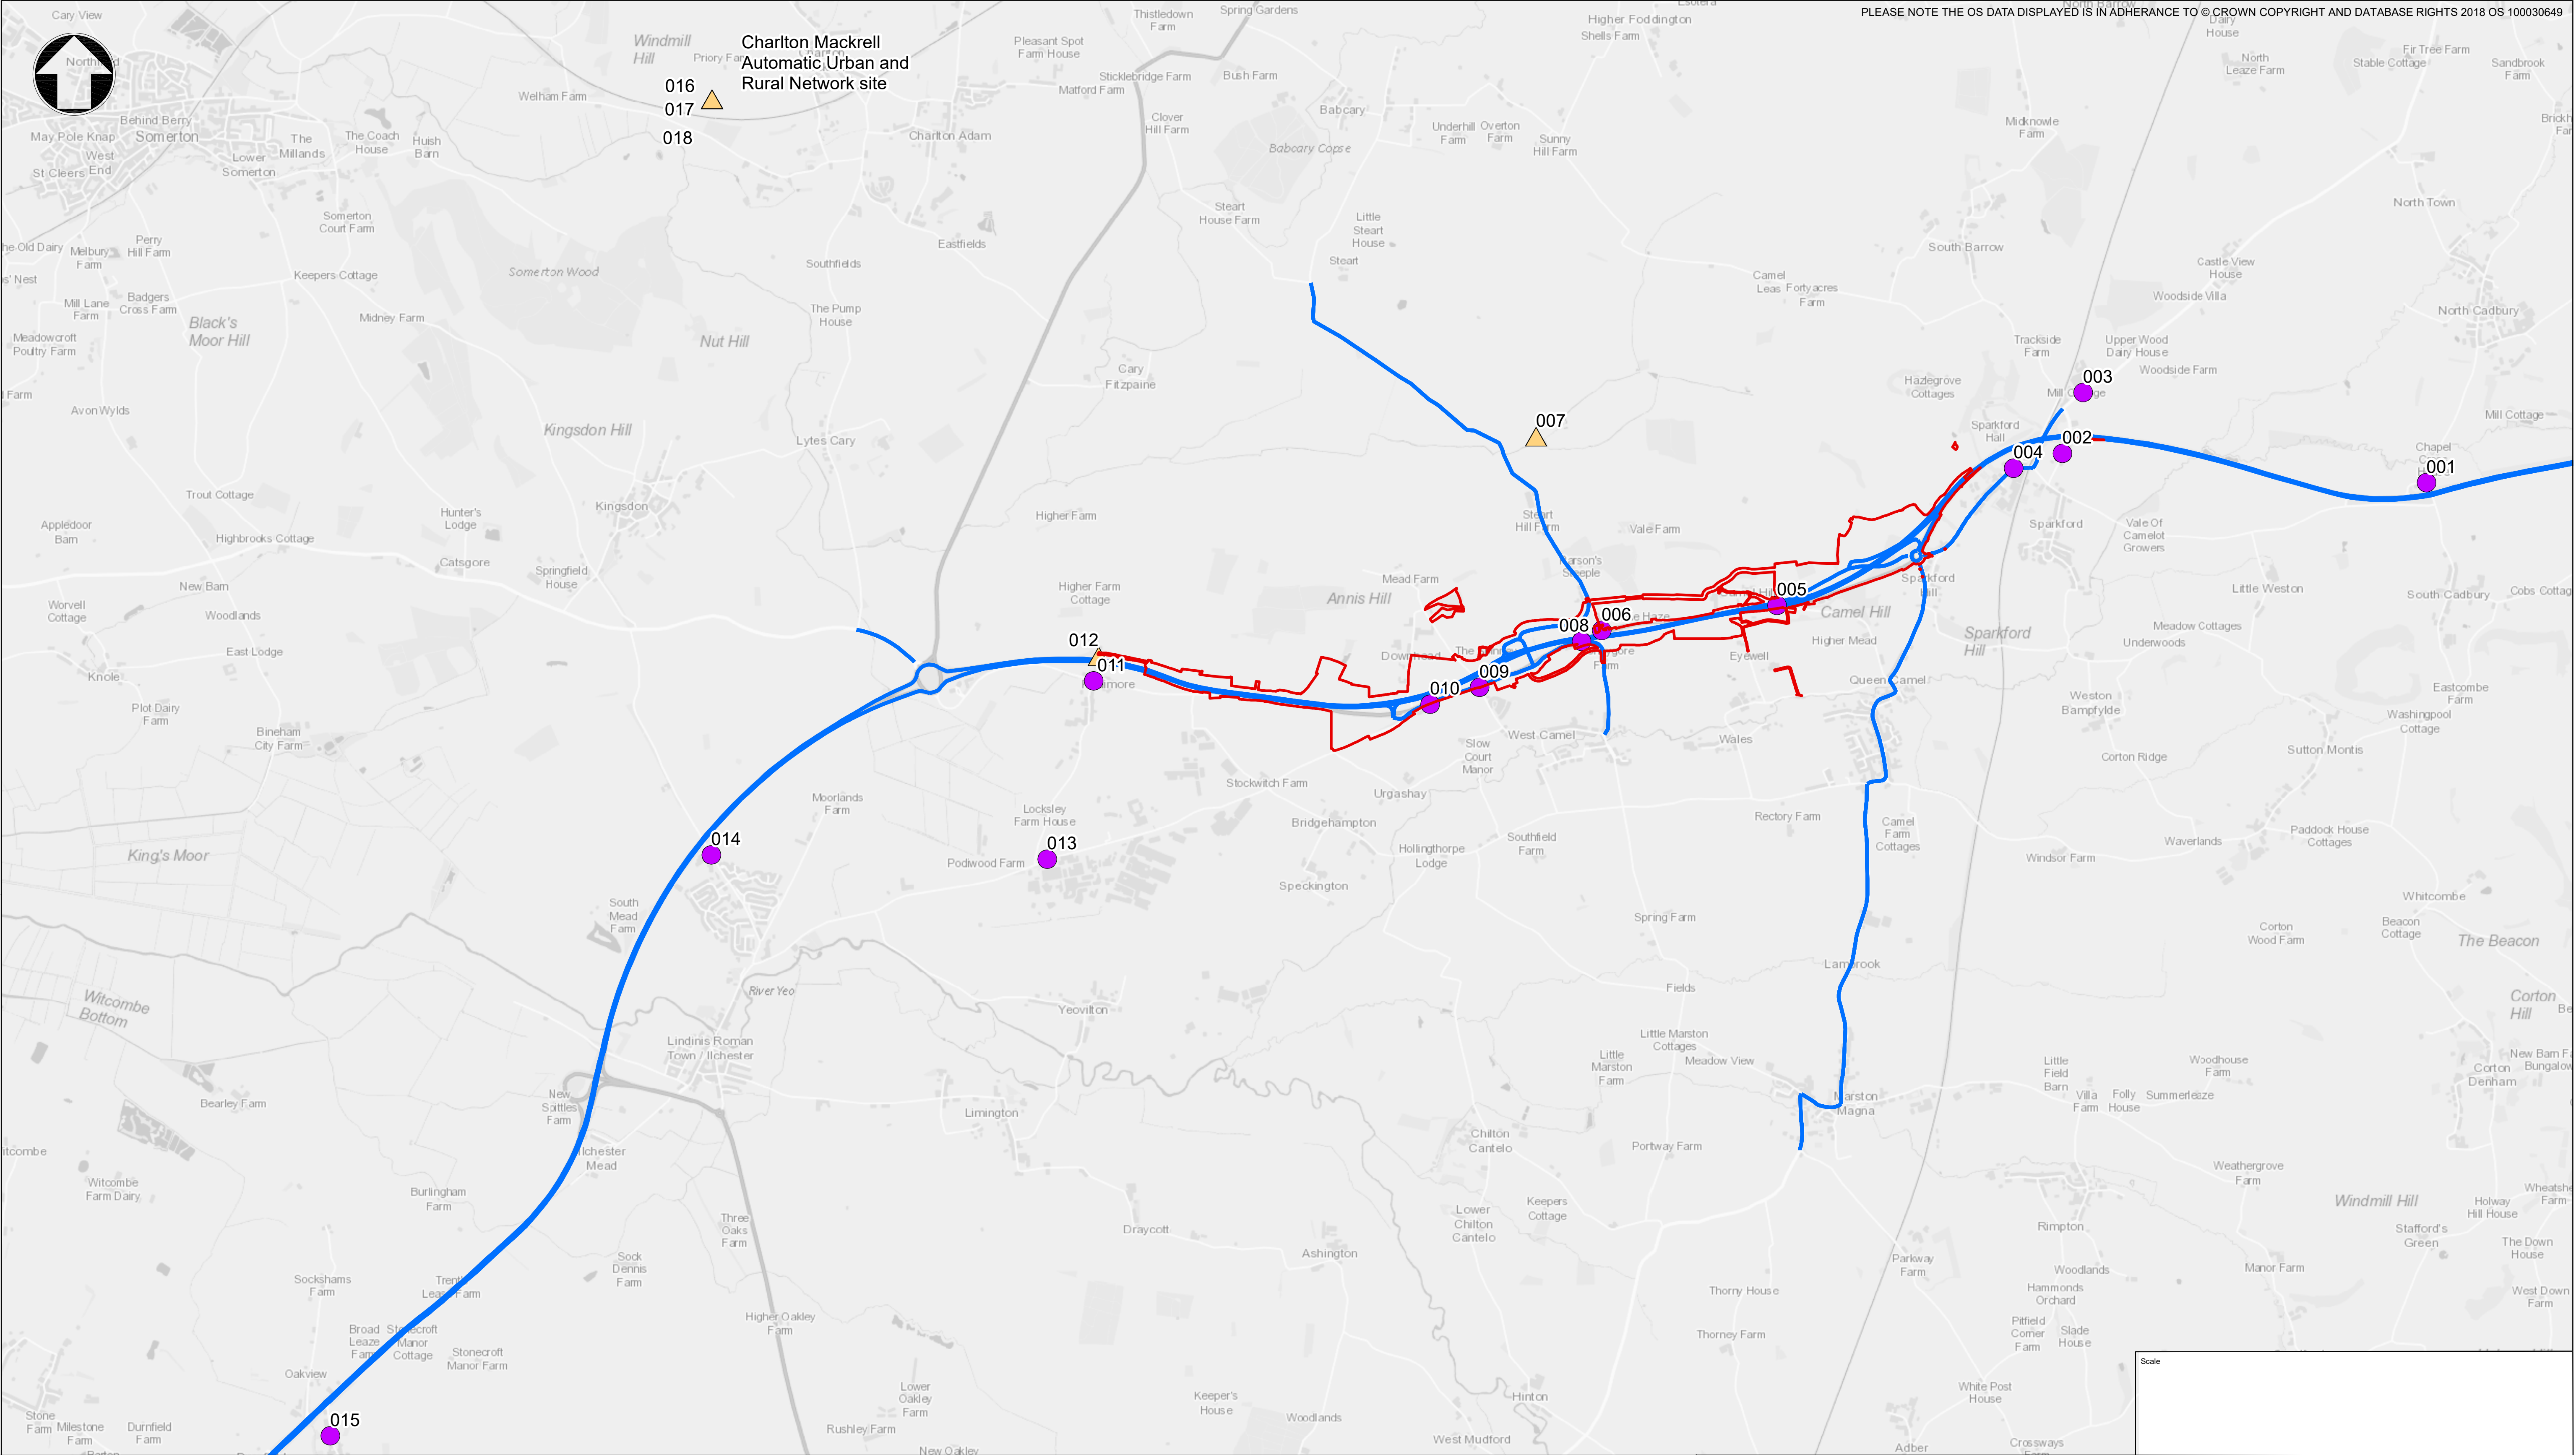 PLEASE NOTE THE OS DATA DISPLAYED IS IN ADHERANCE TO © CROWN COPYRIGHT AND DATABASE RIGHTS 2018 OS 100030649
Cary View
Windmill
Hill
Priory Farm
Charlton Mackrell
Automatic Urban and
Rural Network site
016
017
018
Welham Farm
Pleasant Spot
Farm House
Thistledown
Farm
Spring Gardens
Sticklebridge Farm
Matford Farm
Bush Farm
Clover
Hill Farm
Babcary
Babcary Copse
Higher Foddington
Shells Farm
Underhill
Farm
Overton
Farm
Sunny
Hill Farm
Dairy
House
North
Leaze Farm
Fir Tree Farm
Stable Cottage
Sandbrook
Farm
Midknowle
Farm
North Town
Behind Berry
May Pole Knap
Somerton
West
End
St Cleers
Lower
Somerton
The
Millands
The Coach
House
Huish
Barn
Charlton Adam
Somerton
Court Farm
Perry
Hill Farm
Melbury
Farm
Keepers Cottage
Somerton Wood
Southfields
Eastfields
Steart
House Farm
Little
Steart
House
Steart
South Barrow
Camel
Leas
Fortyacres
Farm
Castle View
House
Woodside Villa
North Cadbury
Mill Lane
Farm
Badgers
Cross Farm
Black's
Moor Hill
Midney Farm
Nut Hill
The Pump
House
Meadowcroft
Poultry Farm
Avon Wylds
Kingsdon Hill
Lytes Cary
Cary
Fitzpaine
Trackside
Farm
Upper Wood
Dairy House
Woodside Farm
Hazlegrove
Cottages
003
Mill Cottage
Sparkford
Hall
002
004
001
007
Trout Cottage
Appledoor
Barn
Highbrooks Cottage
Hunter's
Lodge
Kingsdon
Catsgore
Springfield
House
New Barn
Worvell
Cottage
Woodlands
East Lodge
Knole
Plot Dairy
Farm
Bineham
City Farm
Higher Farm
Higher Farm
Cottage
Steart
Hill Farm
Vale Farm
Parson's
Steeple
Mead Farm
Annis Hill
Sparkford
Vale Of
Camelot
Growers
Little Weston
South Cadbury
005
006
008
009
010
011
012
Camel Hill
Higher Mead
Sparkford
Hill
Meadow Cottages
Underwoods
Eyewell
Queen Camel
Weston
Bampfylde
Eastcombe
Farm
Washingpool
Cottage
Sutton Montis
Corton Ridge
West Camel
Wales
Slow
Court
Manor
Stockwitch Farm
Urgashay
Bridgehampton
Moorlands
Farm
Locksley
Farm House
Podiwood Farm
013
014
King's Moor
Hollingthorpe
Lodge
Southfield
Farm
Speckington
Rectory Farm
Camel
Farm
Cottages
Windsor Farm
Waverlands
Paddock House
Cottages
Whitcombe
Beacon
Cottage
The Beacon
Corton
Wood Farm
South
Mead
Farm
Spring Farm
Lambrook
Fields
Witcombe
Bottom
River Yeo
Yeovilton
Lindinis Roman
Town / Ilchester
Corton
Hill
Little Marston
Cottages
Little
Marston
Farm
Meadow View
Marston
Magna
Little
Field
Barn
Woodhouse
Farm
Villa
Farm
Folly
House
Summerleaze
Corton
Denham
Bearley Farm
New
Spittles
Farm
Limington
Ilchester
Mead
Chilton
Cantelo
Portway Farm
Weathergrove
Farm
Witcombe
Farm Dairy
Burlingham
Farm
Three
Oaks
Farm
Sock
Dennis
Farm
Draycott
Keepers
Cottage
Lower
Chilton
Cantelo
Ashington
Rimpton
Windmill Hill
Holway
Hill House
Stafford's
Green
The Down
House
Parkway
Farm
Woodlands
Manor Farm
Sockshams
Farm
Hammonds
Orchard
West Down
Farm
Thorny House
Thorney Farm
Pitfield
Corner
Farm
Slade
House
Higher Oakley
Farm
Broad
Leaze
Farm
Stonecroft
Manor
Cottage
Stonecroft
Manor Farm
Oakview
015
Stone
Farm
Milestone
Farm
Durnfield
Farm
Lower
Oakley
Farm
Rushley Farm
New Oakley
Keeper's
House
Woodlands
Hinton
West Mudford
White Post
House
Adber
Crossways
Scale